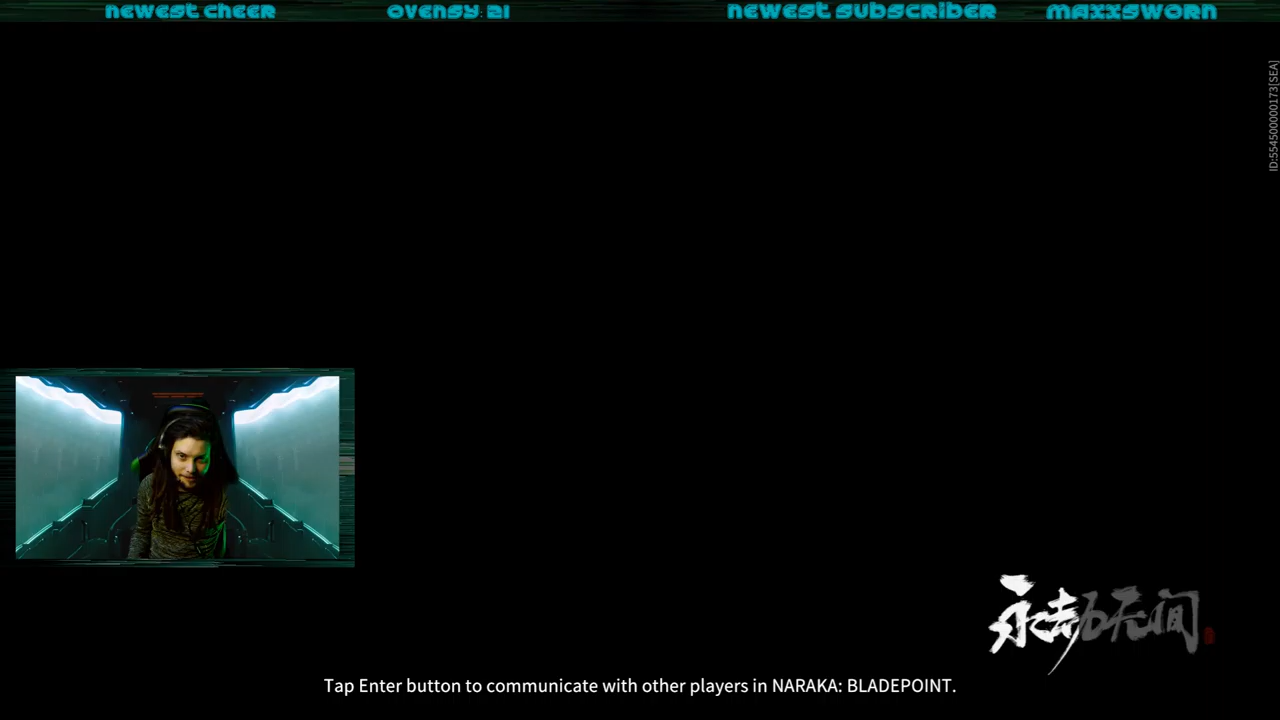 Newest Cheer
Ovensy: 21
Newest Subscriber
Maxxsworn
ID:554500000173[SEA]
永劫无间
Tap Enter button to communicate with other players in NARAKA: BLADEPOINT.